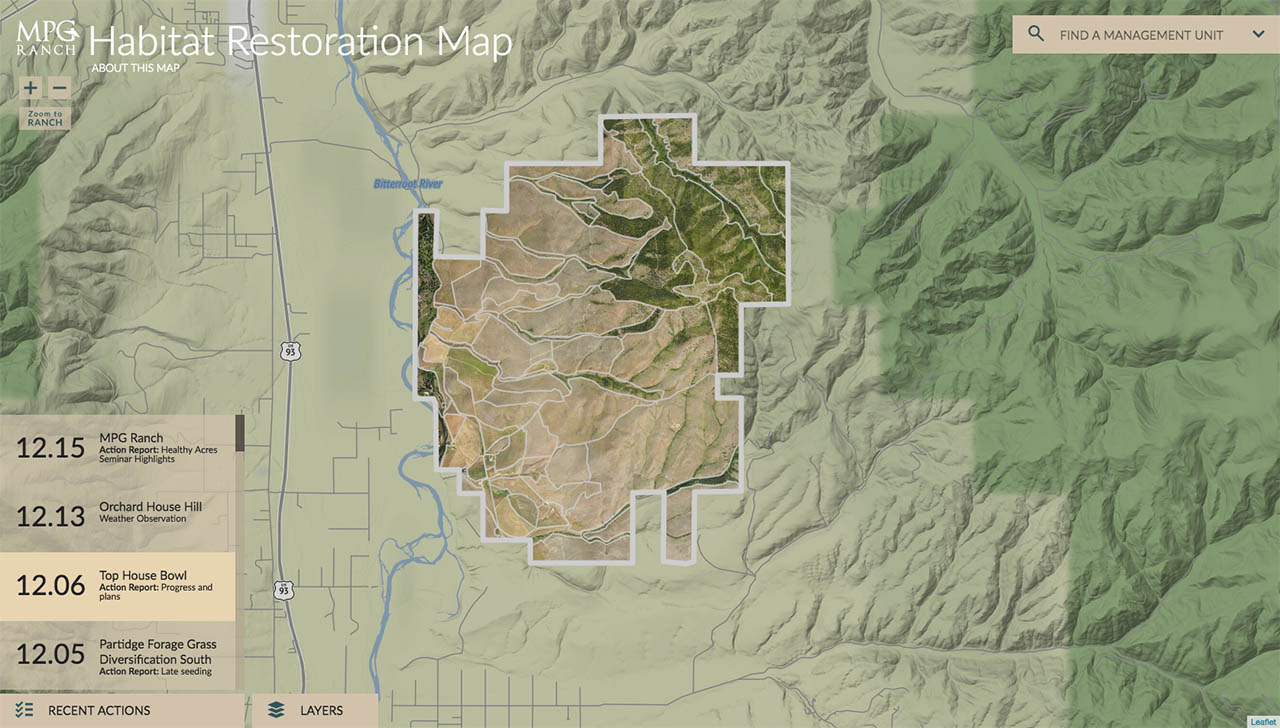 MPG
RANCH
Habitat Restoration Map
ABOUT THIS MAP
FIND A MANAGEMENT UNIT
+ −
Zoom to
RANCH
Bitterroot River
US
93
US
93
12.15
MPG Ranch
Action Report: Healthy Acres
Seminar Highlights
12.13
Orchard House Hill
Weather Observation
12.06
Top House Bowl
Action Report: Progress and
plans
12.05
Partidge Forage Grass
Diversification South
Action Report: Late seeding
RECENT ACTIONS
LAYERS
Leaflet